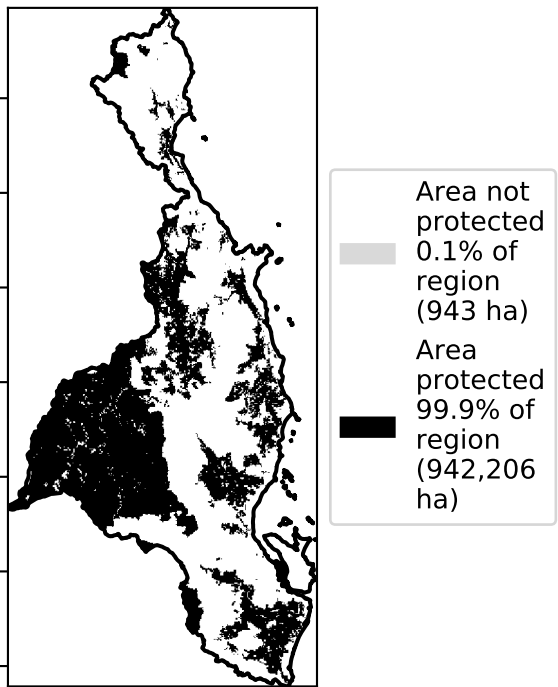 Area not
protected
0.1% of
region
(943 ha)
Area
protected
99.9% of
region
(942,206
ha)